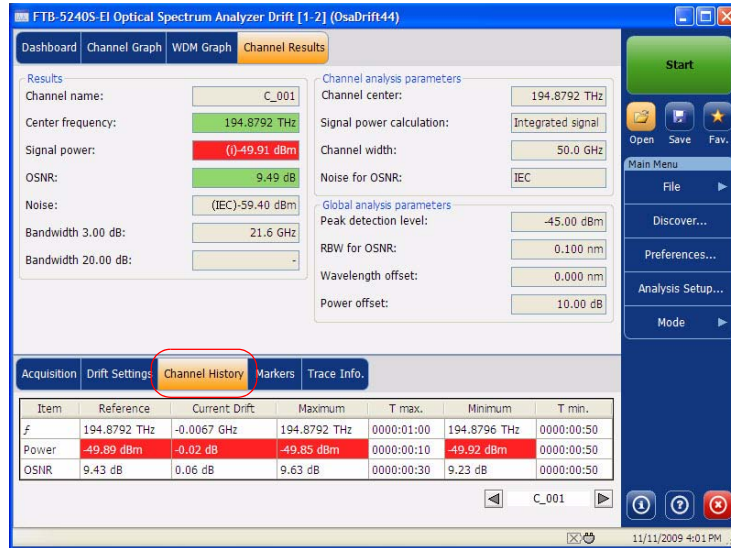 FTB-5240S-EI Optical Spectrum Analyzer Drift [1-2] (OsaDrift44)
Dashboard Channel Graph WDM Graph Channel Results
Results
Channel name: C_001
Center frequency: 194.8792 THz
Signal power: (i)-49.91 dBm
OSNR: 9.49 dB
Noise: (IEC)-59.40 dBm
Bandwidth 3.00 dB: 21.6 GHz
Bandwidth 20.00 dB: -
Channel analysis parameters
Channel center: 194.8792 THz
Signal power calculation: Integrated signal
Channel width: 50.0 GHz
Noise for OSNR: IEC
Global analysis parameters
Peak detection level: -45.00 dBm
RBW for OSNR: 0.100 nm
Wavelength offset: 0.000 nm
Power offset: 10.00 dB
Acquisition Drift Settings Channel History Markers Trace Info.
Item Reference Current Drift Maximum T max. Minimum T min.
f 194.8792 THz -0.0067 GHz 194.8792 THz 0000:01:00 194.8796 THz 0000:00:50
Power -49.89 dBm -0.02 dB -49.85 dBm 0000:00:10 -49.92 dBm 0000:00:50
OSNR 9.43 dB 0.06 dB 9.63 dB 0000:00:30 9.23 dB 0000:00:50
C_001
Start
Open Save Fav.
Main Menu
File
Discover...
Preferences...
Analysis Setup...
Mode
11/11/2009 4:01 PM